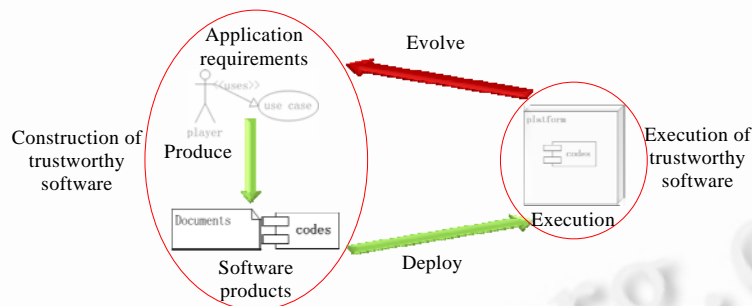 Application
requirements
Evolve
<<uses>>
use case
player
platform
codes
Construction of
trustworthy
software
Produce
Execution of
trustworthy
software
Documents
codes
Execution
Software
products
Deploy